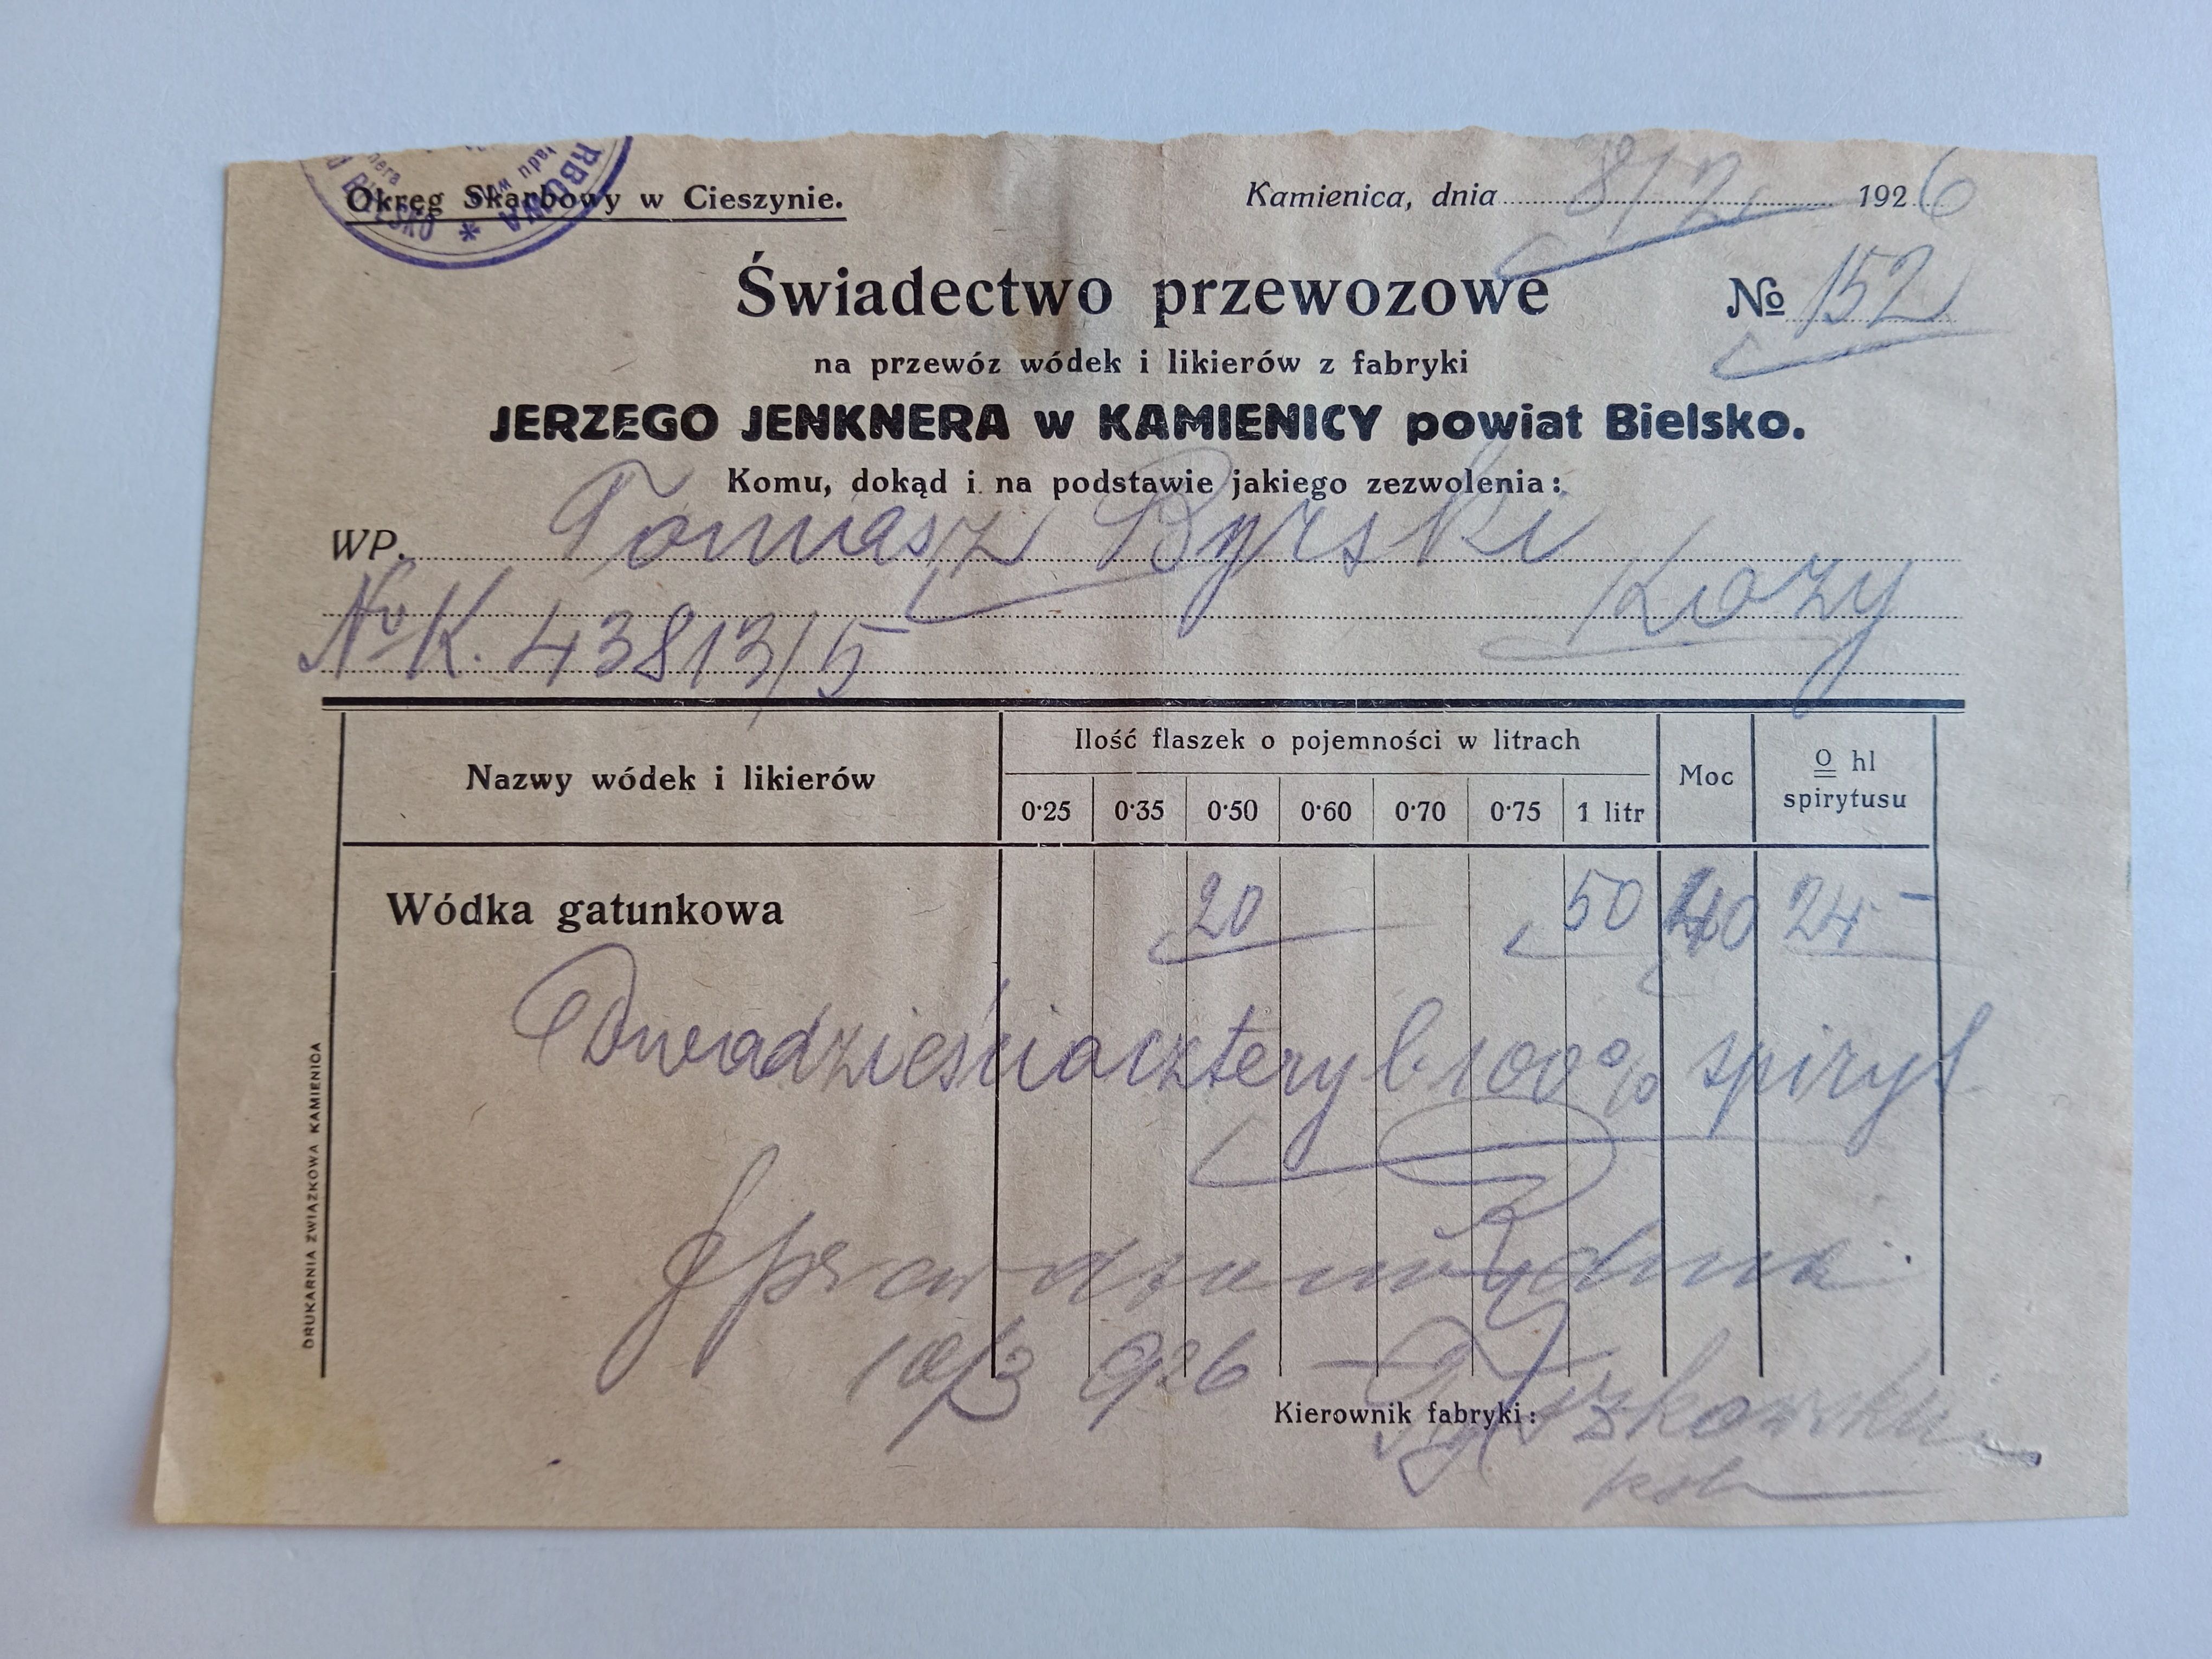 RBOWA * BIELSKO
Okręg Skarbowy w Cieszynie.
Kamienica, dnia 8/2 1926
Świadectwo przewozowe
No 152
na przewóz wódek i likierów z fabryki
JERZEGO JENKNERA w KAMIENICY powiat Bielsko.
Komu, dokąd i na podstawie jakiego zezwolenia:
WP. Tomasz Byrski
Kozy
No K. 43813/5
Nazwy wódek i likierów
Ilość flaszek o pojemności w litrach
0·25 0·35 0·50 0·60 0·70 0·75 1 litr
Moc
O hl
spirytusu
Wódka gatunkowa 20 50 40 24 -
Dwadzieściacztery l 100% spiryt.
10/3 926
Kierownik fabryki:
DRUKARNIA ZWIĄZKOWA KAMIENICA